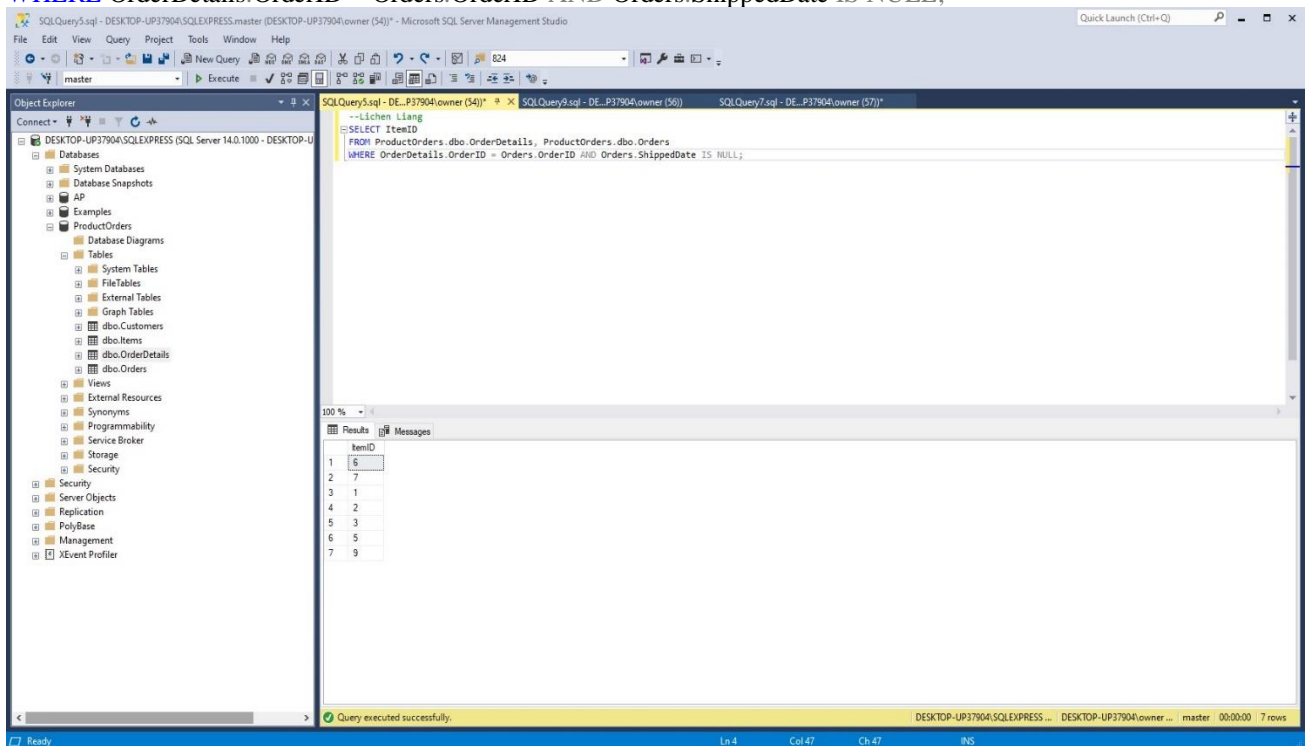 WHERE OrderDetails.OrderID = Orders.OrderID AND Orders.ShippedDate IS NULL;
SQLQuery5.sql - DESKTOP-UP37904\SQLEXPRESS.master (DESKTOP-UP37904\owner (54))* - Microsoft SQL Server Management Studio
Quick Launch (Ctrl+Q)
File Edit View Query Project Tools Window Help
New Query 824
master Execute
Object Explorer
SQLQuery5.sql - DE...P37904\owner (54))* SQLQuery9.sql - DE...P37904\owner (56)) SQLQuery7.sql - DE...P37904\owner (57))*
Connect
DESKTOP-UP37904\SQLEXPRESS (SQL Server 14.0.1000 - DESKTOP-U
Databases
System Databases
Database Snapshots
AP
Examples
ProductOrders
Database Diagrams
Tables
System Tables
FileTables
External Tables
Graph Tables
dbo.Customers
dbo.Items
dbo.OrderDetails
dbo.Orders
Views
External Resources
Synonyms
Programmability
Service Broker
Storage
Security
Security
Server Objects
Replication
PolyBase
Management
XEvent Profiler
--Lichen Liang
SELECT ItemID
FROM ProductOrders.dbo.OrderDetails, ProductOrders.dbo.Orders
WHERE OrderDetails.OrderID = Orders.OrderID AND Orders.ShippedDate IS NULL;
100 %
Results Messages
ItemID
1 6
2 7
3 1
4 2
5 3
6 5
7 9
Query executed successfully.
DESKTOP-UP37904\SQLEXPRESS ... DESKTOP-UP37904\owner ... master 00:00:00 7 rows
Ready Ln 4 Col 47 Ch 47 INS